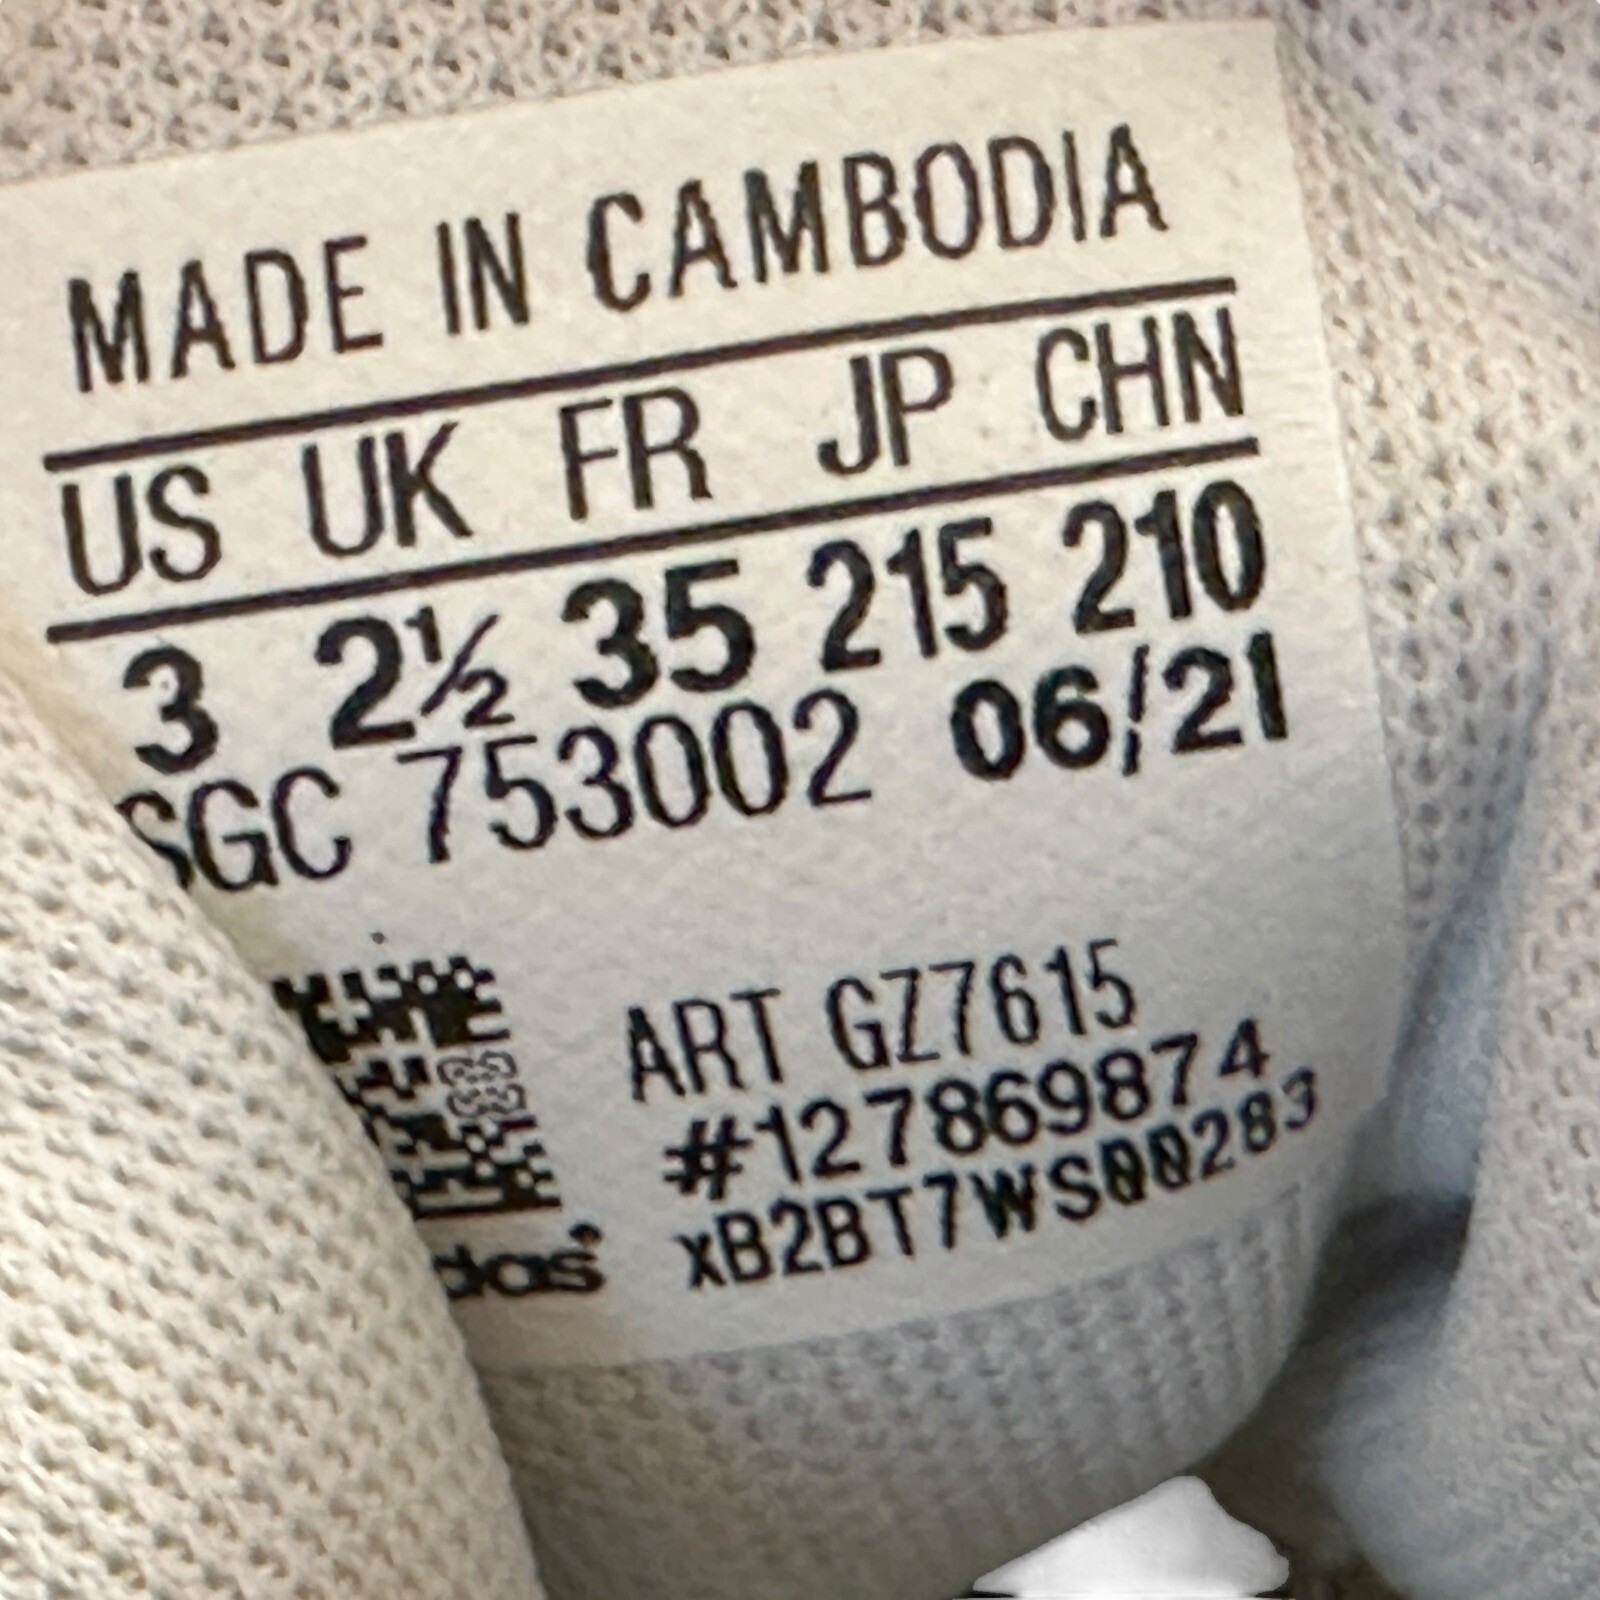 MADE IN CAMBODIA
US UK FR JP CHN
3 2½ 35 215 210
SGC 753002 06/21
ART GZ7615
#127869874
xB2BT7WS00283
das